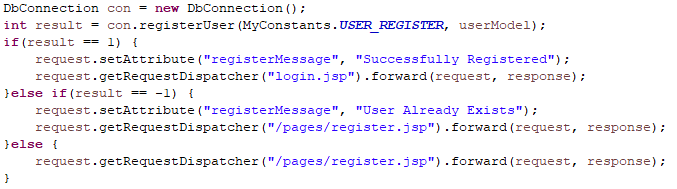 DbConnection con = new DbConnection();
int result = con.registerUser(MyConstants.USER_REGISTER, userModel);
if(result == 1) {
    request.setAttribute("registerMessage", "Successfully Registered");
    request.getRequestDispatcher("login.jsp").forward(request, response);
}else if(result == -1) {
    request.setAttribute("registerMessage", "User Already Exists");
    request.getRequestDispatcher("/pages/register.jsp").forward(request, response);
}else {
    request.getRequestDispatcher("/pages/register.jsp").forward(request, response);
}